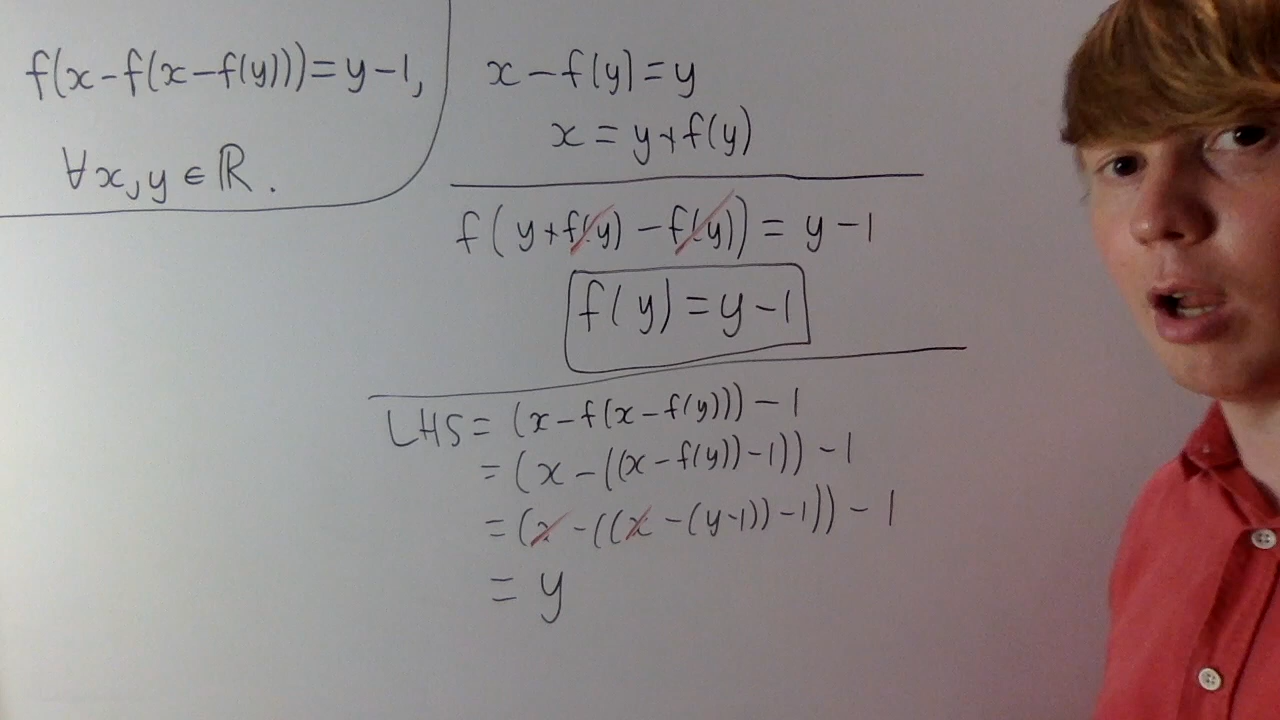 f(x-f(x-f(y)))=y-1,
∀x,y∈ℝ.
x-f(y)=y
x=y+f(y)
f(y+f(y)-f(y))=y-1
f(y)=y-1
LHS=(x-f(x-f(y)))-1
=(x-((x-f(y))-1))-1
=(x-((x-(y-1))-1))-1
=y